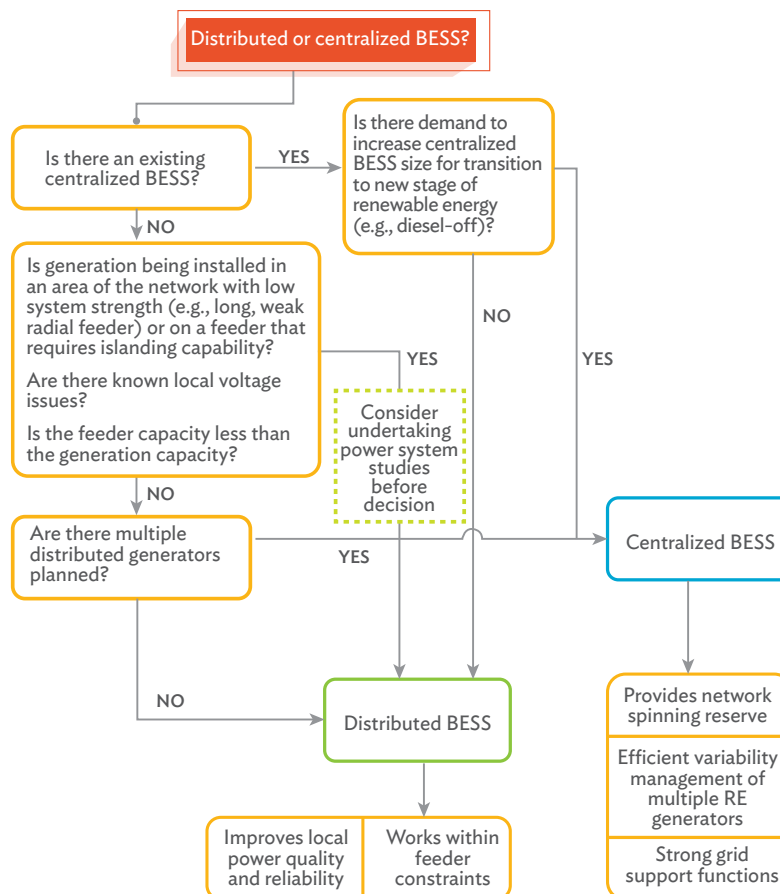 Distributed or centralized BESS?
Is there an existing
centralized BESS?
YES
Is there demand to
increase centralized
BESS size for transition
to new stage of
renewable energy
(e.g., diesel-off)?
NO
Is generation being installed in
an area of the network with low
system strength (e.g., long, weak
radial feeder) or on a feeder that
requires islanding capability?
Are there known local voltage
issues?
Is the feeder capacity less than
the generation capacity?
YES
NO
YES
Consider
undertaking
power system
studies
before
decision
NO
Are there multiple
distributed generators
planned?
YES
Centralized BESS
NO
Distributed BESS
Provides network
spinning reserve
Efficient variability
management of
multiple RE
generators
Strong grid
support functions
Improves local
power quality
and reliability
Works within
feeder
constraints